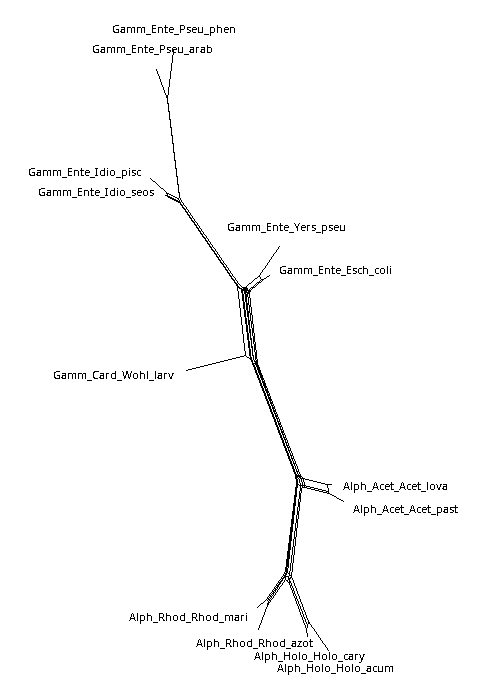 Gamm_Ente_Pseu_phen
Gamm_Ente_Pseu_arab
Gamm_Ente_Idio_pisc
Gamm_Ente_Idio_seos
Gamm_Ente_Yers_pseu
Gamm_Ente_Esch_coli
Gamm_Card_Wohl_larv
Alph_Acet_Acet_lova
Alph_Acet_Acet_past
Alph_Rhod_Rhod_mari
Alph_Rhod_Rhod_azot
Alph_Holo_Holo_cary
Alph_Holo_Holo_acum